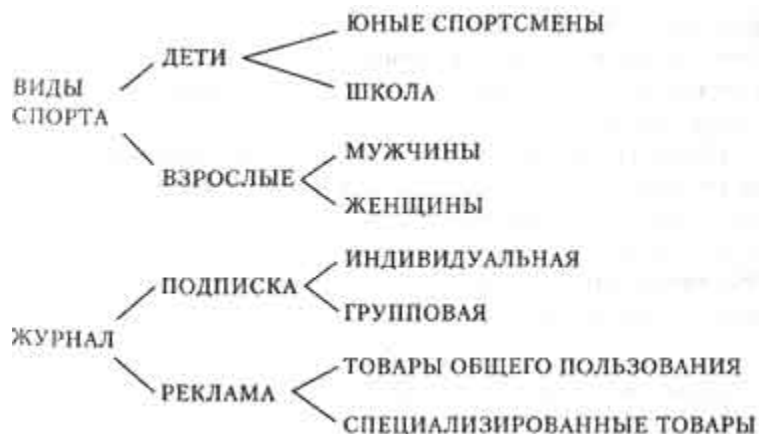 ЮНЫЕ СПОРТСМЕНЫ
ДЕТИ
ШКОЛА
ВИДЫ
СПОРТА
МУЖЧИНЫ
ВЗРОСЛЫЕ
ЖЕНЩИНЫ
ИНДИВИДУАЛЬНАЯ
ПОДПИСКА
ГРУППОВАЯ
ЖУРНАЛ
ТОВАРЫ ОБЩЕГО ПОЛЬЗОВАНИЯ
РЕКЛАМА
СПЕЦИАЛИЗИРОВАННЫЕ ТОВАРЫ